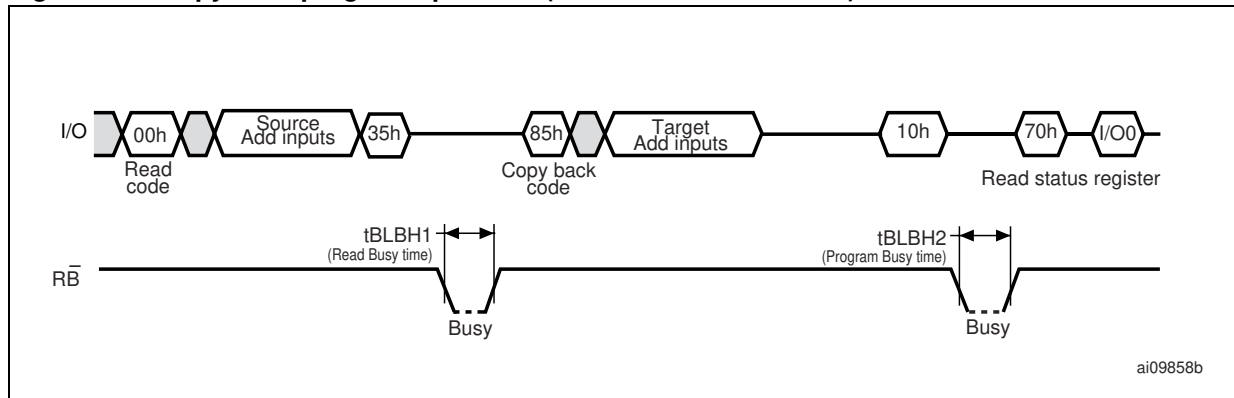 I/O
00h
Source
Add inputs
35h
85h
Target
Add inputs
10h
70h
I/O0
Read
code
Copy back
code
Read status register
tBLBH1
(Read Busy time)
tBLBH2
(Program Busy time)
RB̅
Busy
Busy
ai09858b